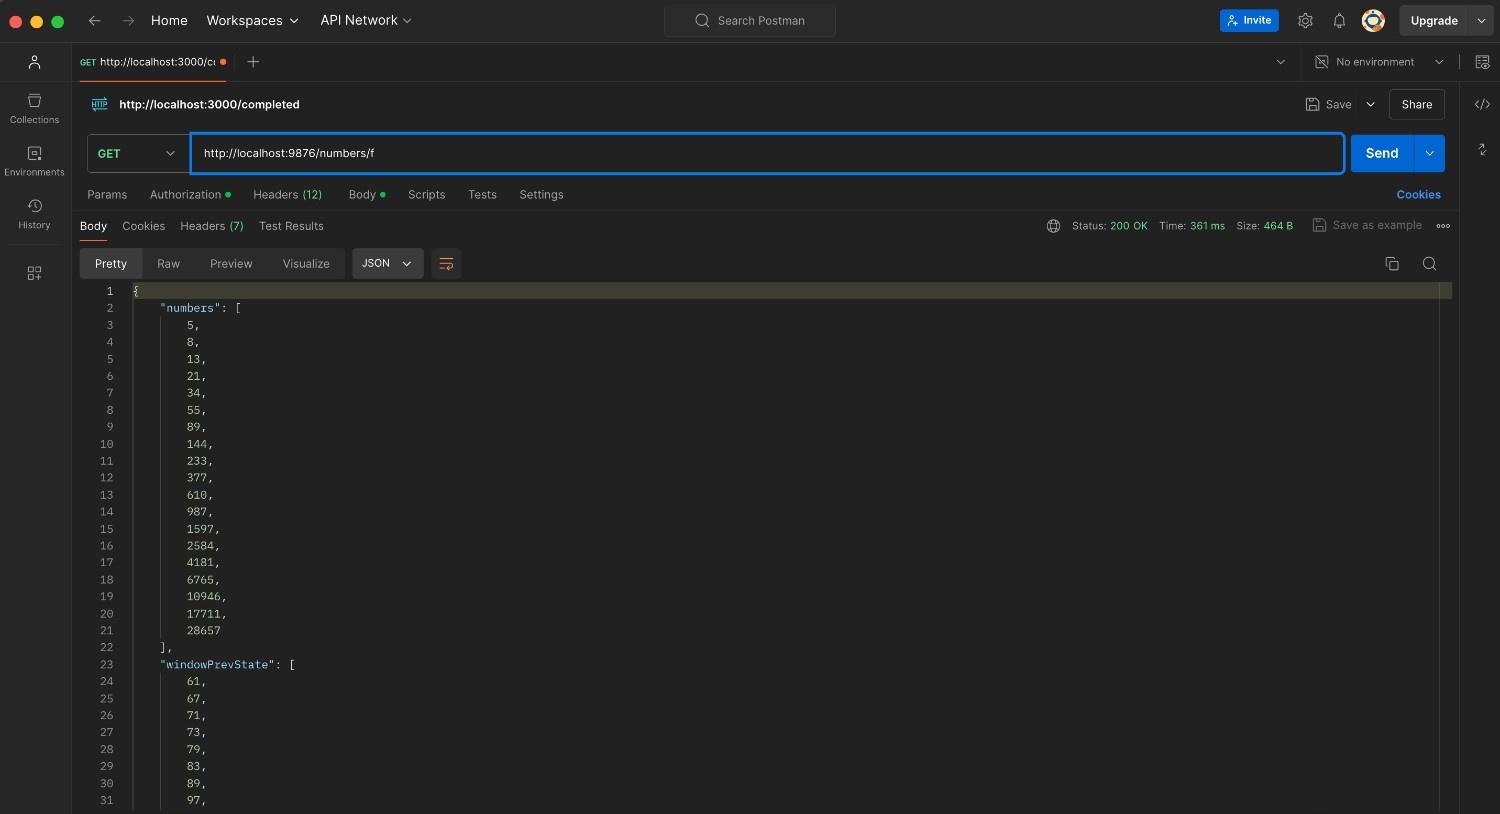 Home Workspaces API Network Search Postman Invite Upgrade
GET http://localhost:3000/co No environment
HTTP http://localhost:3000/completed Save Share
Collections
GET http://localhost:9876/numbers/f Send
Environments
Params Authorization Headers (12) Body Scripts Tests Settings Cookies
History
Body Cookies Headers (7) Test Results Status: 200 OK Time: 361 ms Size: 464 B Save as example
Pretty Raw Preview Visualize JSON
1 {
2 "numbers": [
3 5,
4 8,
5 13,
6 21,
7 34,
8 55,
9 89,
10 144,
11 233,
12 377,
13 610,
14 987,
15 1597,
16 2584,
17 4181,
18 6765,
19 10946,
20 17711,
21 28657
22 ],
23 "windowPrevState": [
24 61,
25 67,
26 71,
27 73,
28 79,
29 83,
30 89,
31 97,